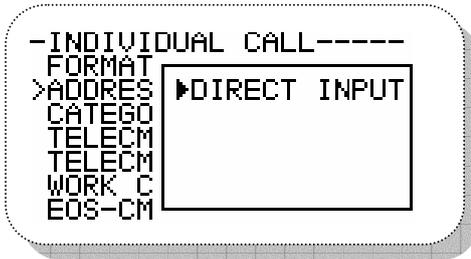 -INDIVIDUAL CALL-----
FORMAT
>ADDRES
▶DIRECT INPUT
CATEGO
TELECM
TELECM
WORK C
EOS-CM